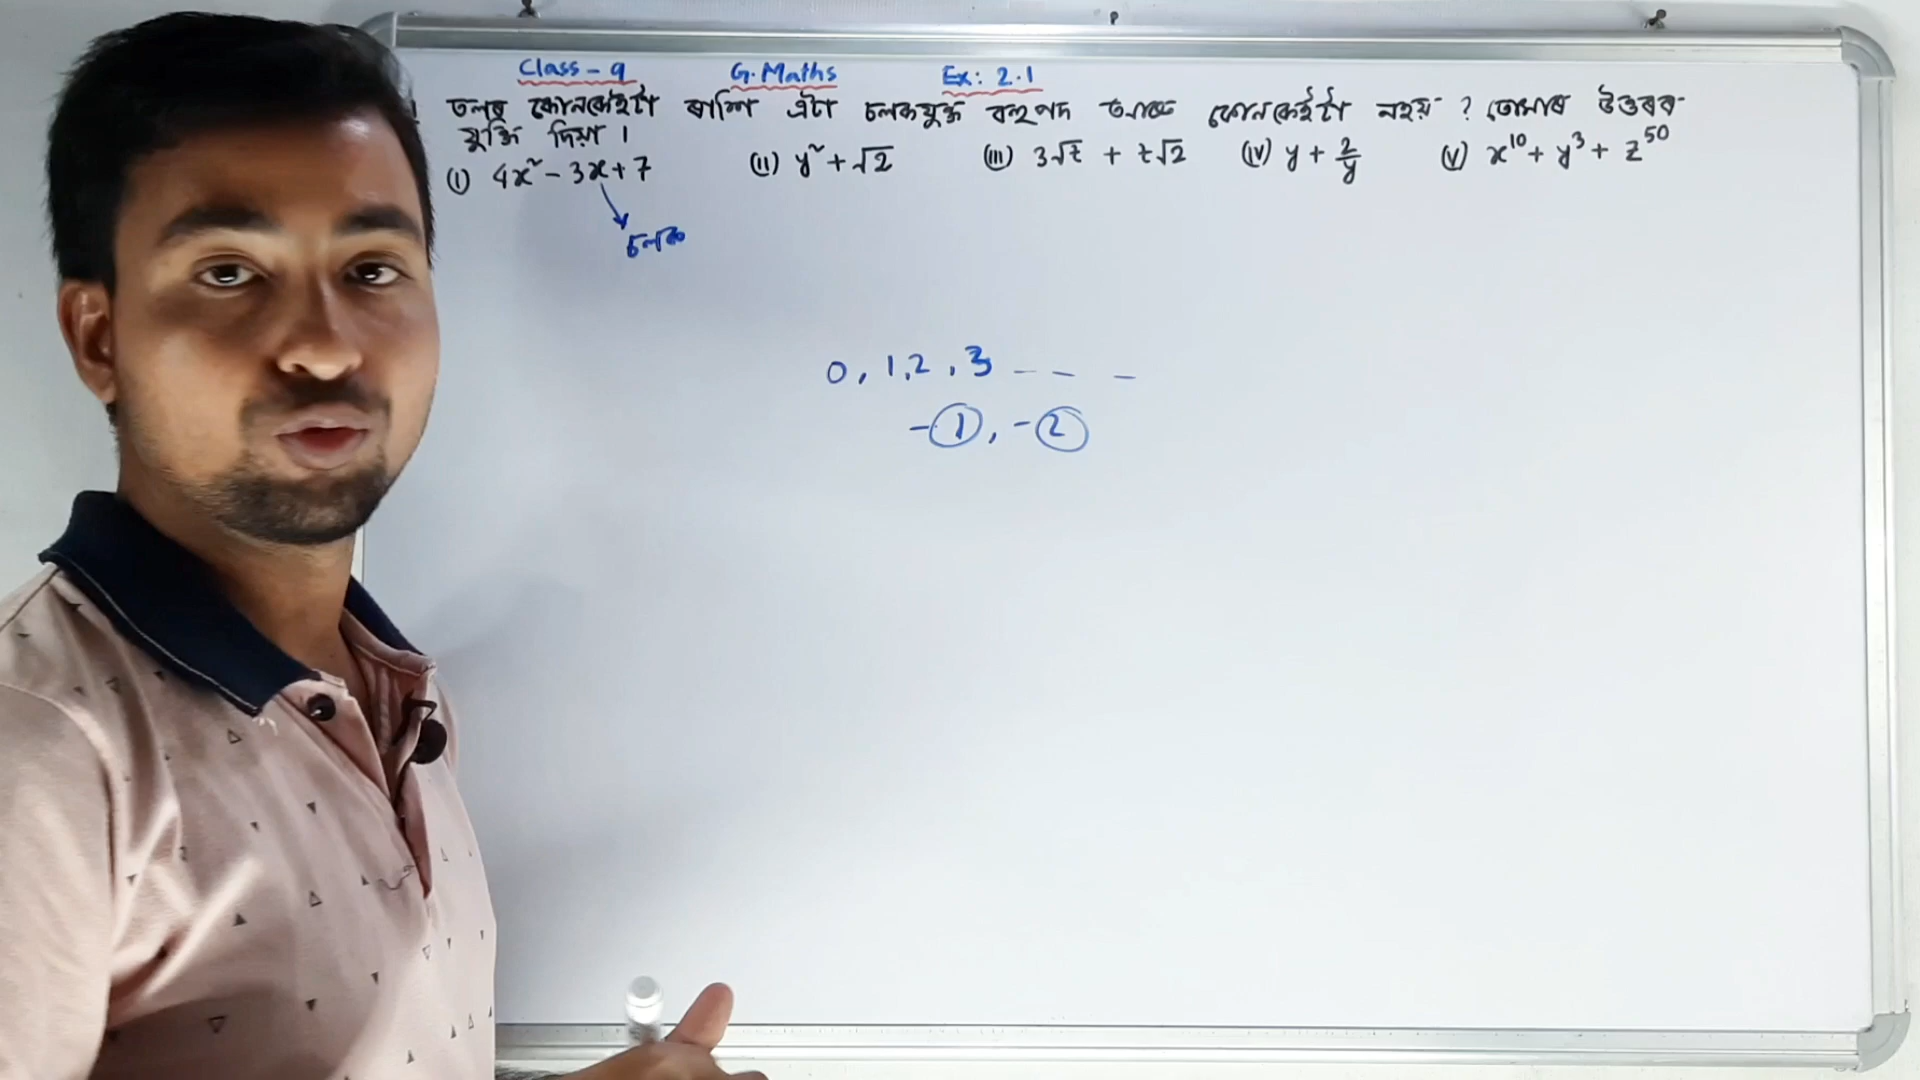 Class - 9 G. Maths Ex: 2.1
তলৰ কোনকেইটা ৰাশি এটা চলকযুক্ত বহুপদ আৰু কোনকেইটা নহয় ? তোমাৰ উত্তৰৰ
যুক্তি দিয়া ।
(i) 4x² - 3x + 7 (ii) y² + √2 (iii) 3√t + t√2 (iv) y + 2/y (v) x¹⁰ + y³ + z⁵⁰
চলক
0, 1, 2, 3 - - -
-1, -2